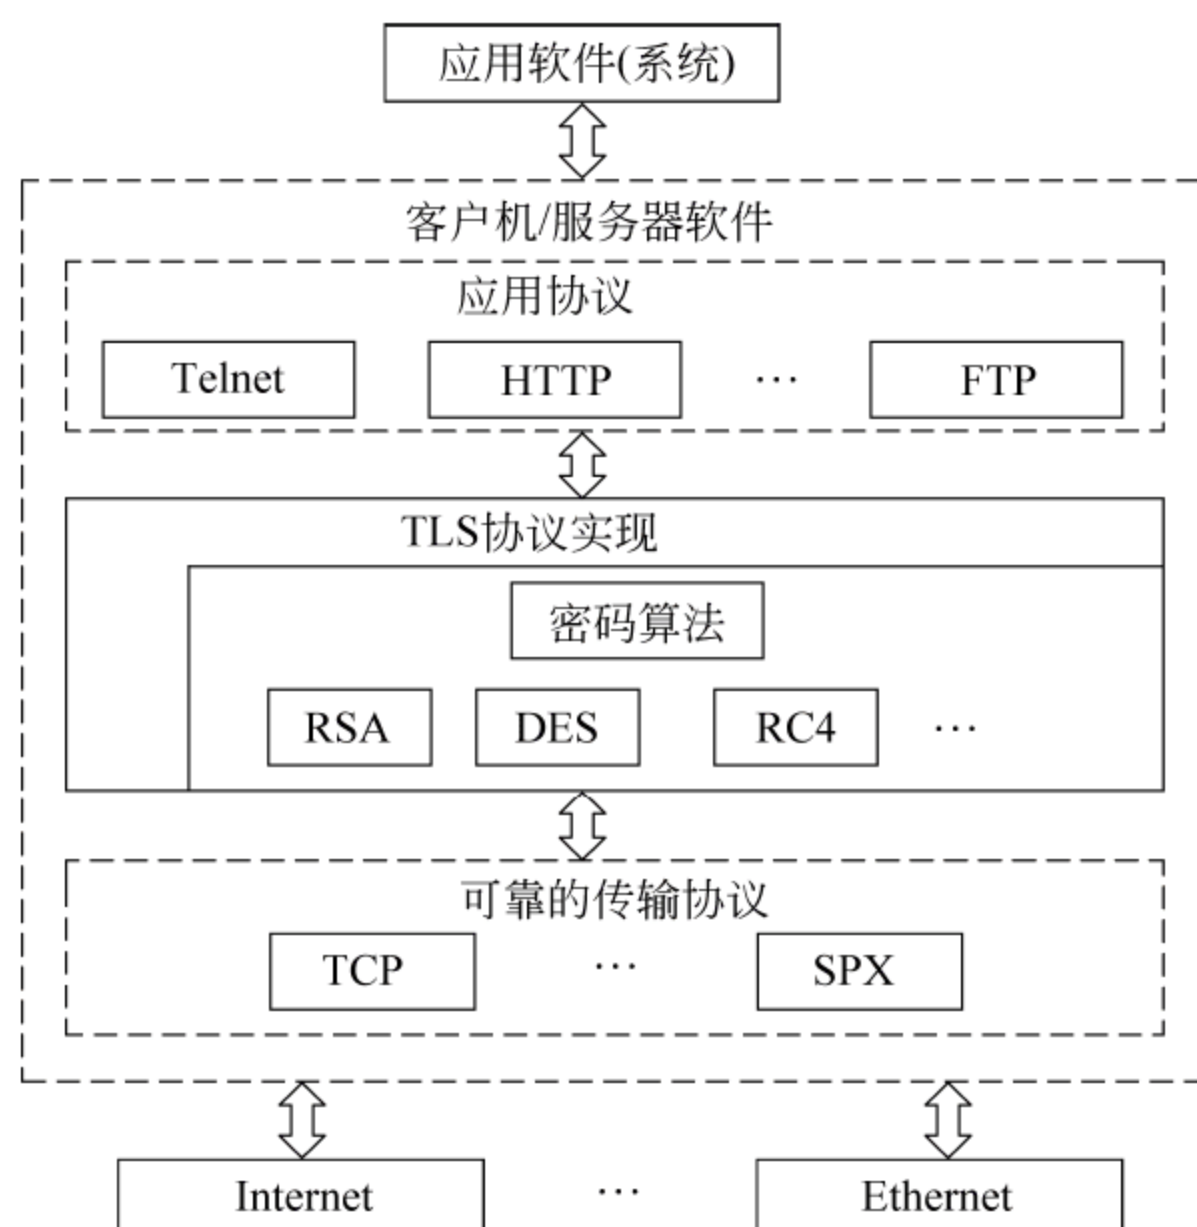 应用软件(系统)
客户机/服务器软件
应用协议
Telnet HTTP … FTP
TLS协议实现
密码算法
RSA DES RC4 …
可靠的传输协议
TCP … SPX
Internet … Ethernet